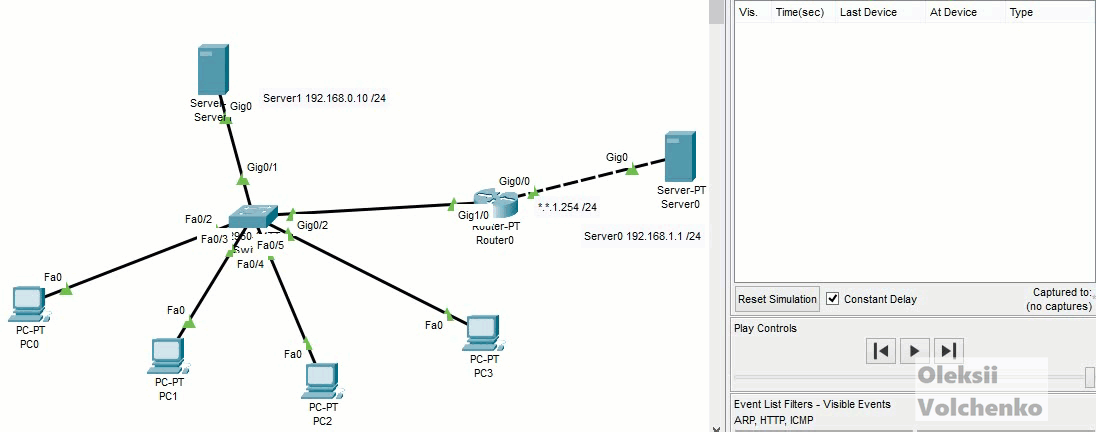 Vis.
Time(sec)
Last Device
At Device
Type
Server1 192.168.0.10 /24
Gig0
Gig0/1
Gig0
Server-PT
Server0
Gig0/0
*.*.1.254 /24
Gig1/0
Router-PT
Router0
Server0 192.168.1.1 /24
Fa0/2
Gig0/2
Fa0/3
Fa0/5
Fa0/4
Fa0
PC-PT
PC0
Fa0
PC-PT
PC1
Fa0
PC-PT
PC2
Fa0
PC-PT
PC3
Reset Simulation
Constant Delay
Captured to:
(no captures)
Play Controls
Oleksii
Volchenko
Event List Filters - Visible Events
ARP, HTTP, ICMP